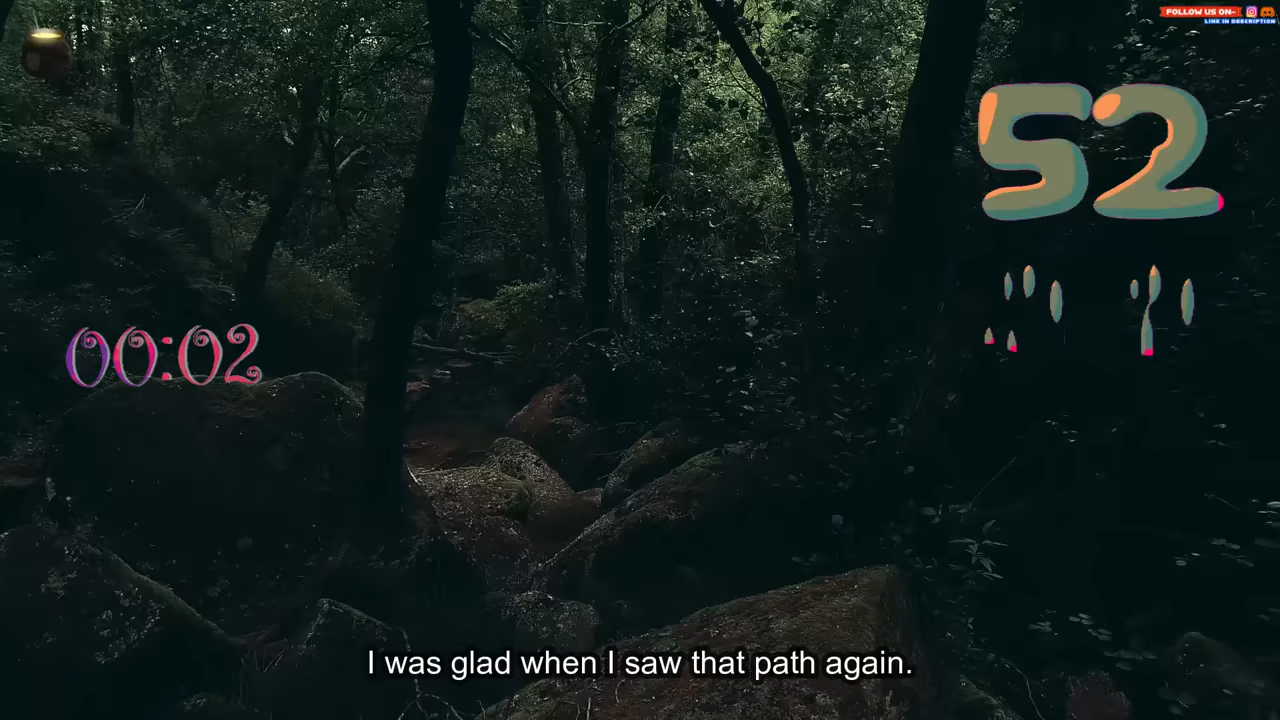 FOLLOW US ON-
LINK IN DESCRIPTION
52
00:02
I was glad when I saw that path again.